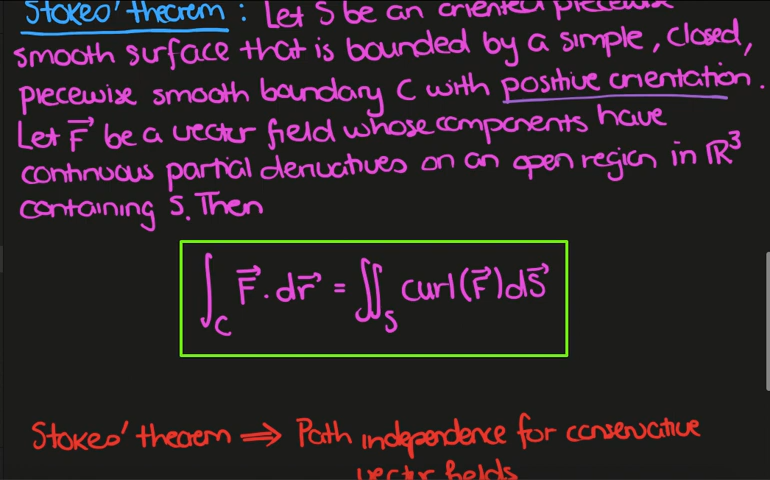 Stokes' theorem : Let S be an oriented piecewise
smooth surface that is bounded by a simple, closed,
piecewise smooth boundary C with positive orientation.
Let F⃗ be a vector field whose components have
continuous partial derivatives on an open region in ℝ³
containing S. Then
∫_C F⃗ . dr⃗ = ∬_S curl(F⃗) dS⃗
Stokes' theorem ⟹ Path independence for conservative
vector fields